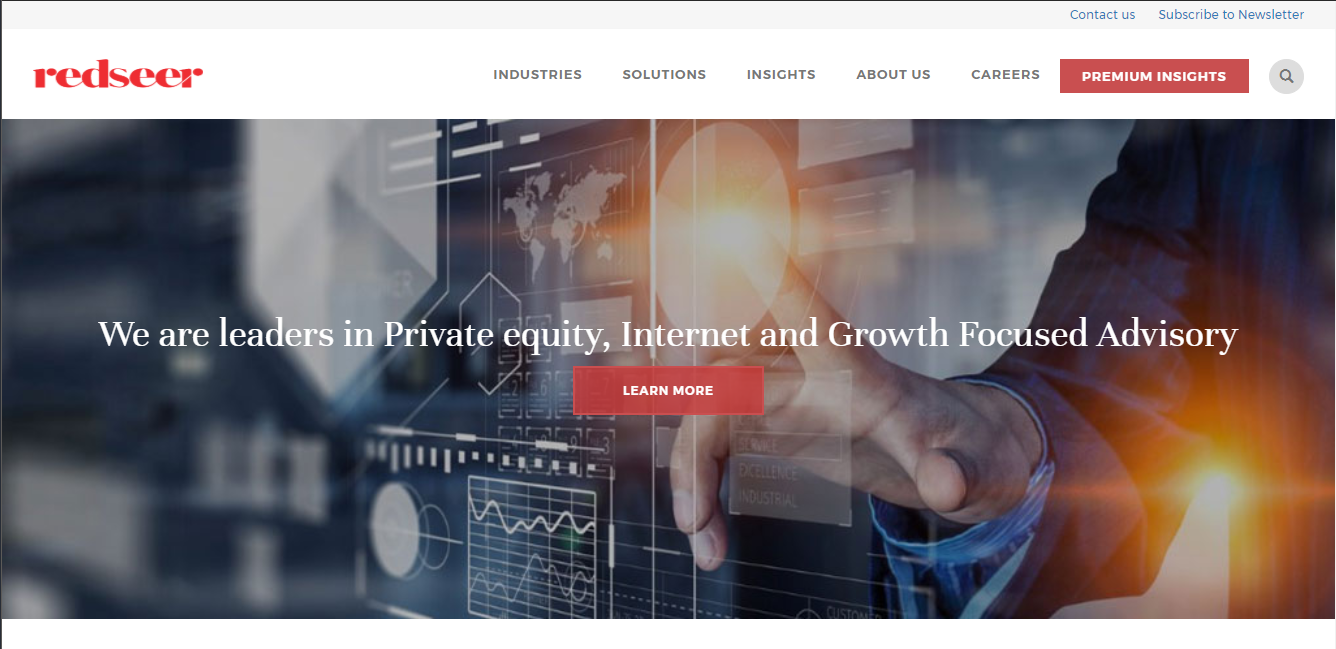 Contact us Subscribe to Newsletter
redseer
INDUSTRIES SOLUTIONS INSIGHTS ABOUT US CAREERS PREMIUM INSIGHTS
We are leaders in Private equity, Internet and Growth Focused Advisory
LEARN MORE
SERVICE
EXCELLENCE
INDUSTRIAL
CUSTOMER